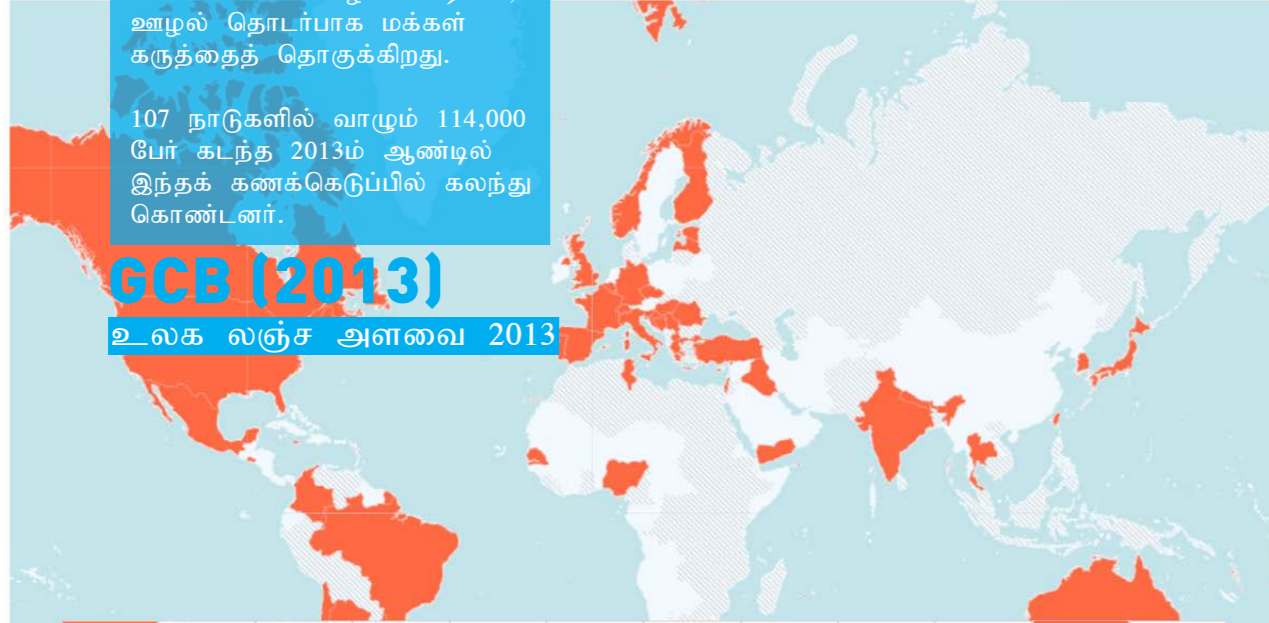 ஊழல் தொடர்பாக மக்கள்
கருத்தைத் தொகுக்கிறது.
107 நாடுகளில் வாழும் 114,000
பேர் கடந்த 2013ம் ஆண்டில்
இந்தக் கணக்கெடுப்பில் கலந்து
கொண்டனர்.
GCB (2013)
உலக லஞ்ச அளவை 2013